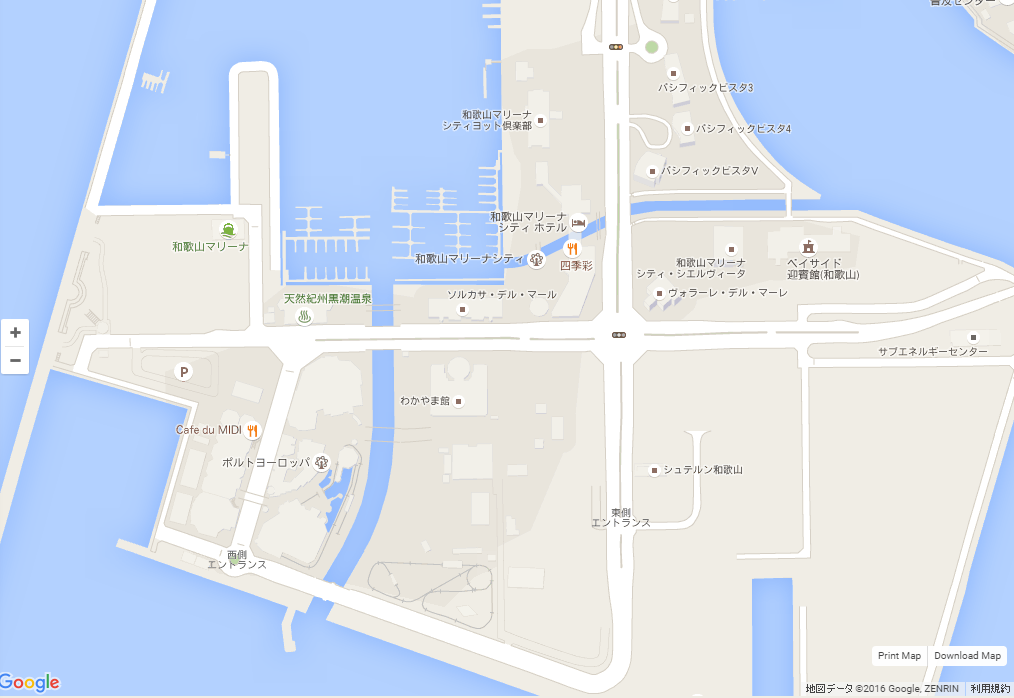 普及センター
パシフィックビスタ3
和歌山マリーナ
シティヨット倶楽部
パシフィックビスタ4
パシフィックビスタV
和歌山マリーナ
シティ ホテル
和歌山マリーナ
和歌山マリーナシティ
四季彩
和歌山マリーナ
シティ・シエルヴィータ
ベイサイド
迎賓館(和歌山)
天然紀州黒潮温泉
ソルカサ・デル・マール
ヴォラーレ・デル・マーレ
+
−
サブエネルギーセンター
P
わかやま館
Cafe du MIDI
ポルトヨーロッパ
シュテルン和歌山
東側
エントランス
西側
エントランス
Print Map
Download Map
Google
地図データ ©2016 Google, ZENRIN
利用規約